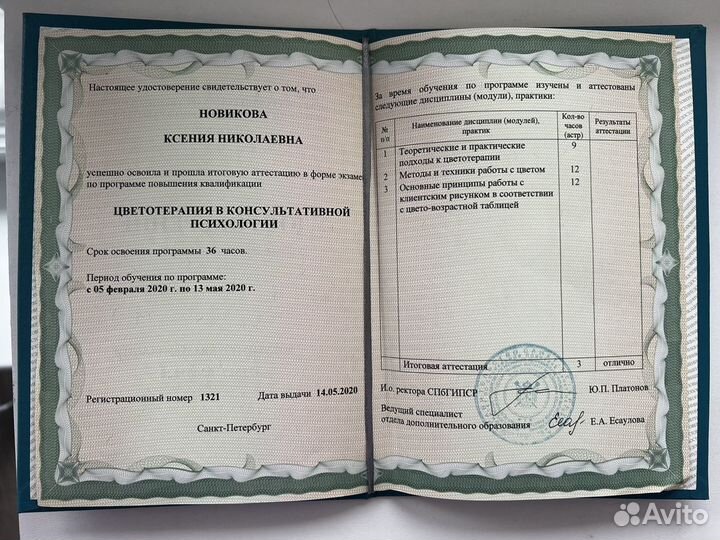 Настоящее удостоверение свидетельствует о том, что
НОВИКОВА
КСЕНИЯ НИКОЛАЕВНА
успешно освоила и прошла итоговую аттестацию в форме экзаме
по программе повышения квалификации
ЦВЕТОТЕРАПИЯ В КОНСУЛЬТАТИВНОЙ
ПСИХОЛОГИИ
Срок освоения программы 36 часов.
Период обучения по программе:
с 05 февраля 2020 г. по 13 мая 2020 г.
Регистрационный номер 1321 Дата выдачи 14.05.2020
Санкт-Петербург
За время обучения по программе изучены и аттестованы
следующие дисциплины (модули), практики:
№ п/п Наименование дисциплин (модулей), практик Кол-во часов (астр) Результаты аттестации
1 Теоретические и практические 9
подходы к цветотерапии
2 Методы и техники работы с цветом 12
3 Основные принципы работы с 12
клиентским рисунком в соответствии
с цвето-возрастной таблицей
Итоговая аттестация 3 отлично
И.о. ректора СПбГИПСР Ю.П. Платонов
Ведущий специалист
отдела дополнительного образования Е.А. Есаулова
Avito